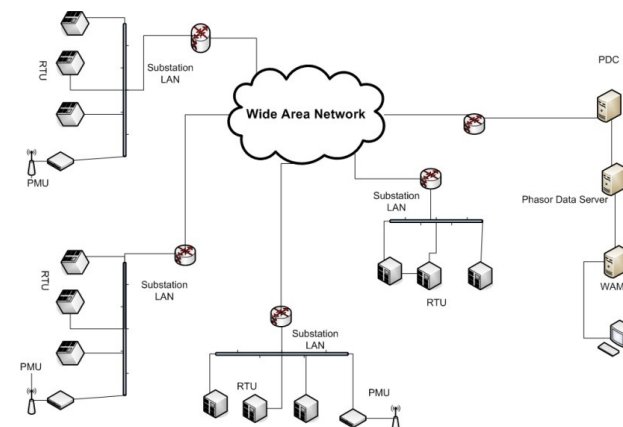 RTU
Substation
LAN
PMU
Wide Area Network
PDC
Phasor Data Server
WAM
Substation
LAN
RTU
RTU
Substation
LAN
PMU
Substation
LAN
RTU
PMU